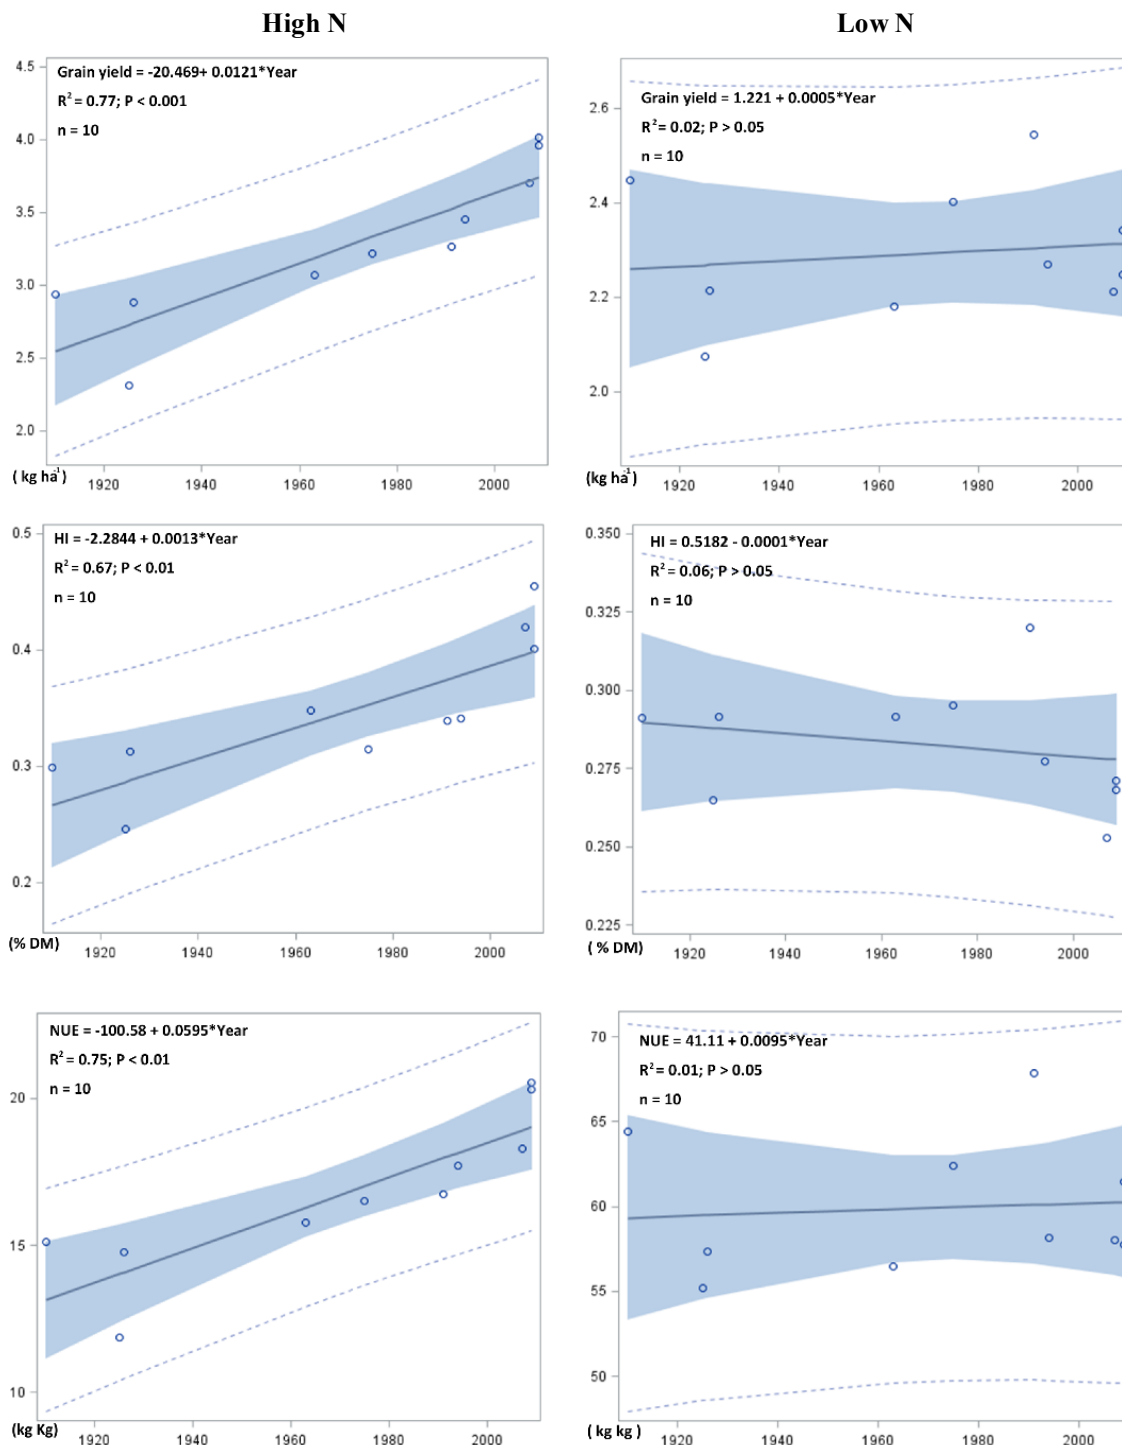 High N
Low N
Grain yield = -20.469+ 0.0121*Year
R² = 0.77; P < 0.001
n = 10
4.5
4.0
3.5
3.0
2.5
2.0
( kg ha⁻¹)
1920 1940 1960 1980 2000
Grain yield = 1.221 + 0.0005*Year
R² = 0.02; P > 0.05
n = 10
2.6
2.4
2.2
2.0
(kg ha⁻¹)
1920 1940 1960 1980 2000
HI = -2.2844 + 0.0013*Year
R² = 0.67; P < 0.01
n = 10
0.5
0.4
0.3
0.2
(% DM)
1920 1940 1960 1980 2000
HI = 0.5182 - 0.0001*Year
R² = 0.06; P > 0.05
n = 10
0.350
0.325
0.300
0.275
0.250
0.225
( % DM)
1920 1940 1960 1980 2000
NUE = -100.58 + 0.0595*Year
R² = 0.75; P < 0.01
n = 10
20
15
10
(kg Kg)
1920 1940 1960 1980 2000
NUE = 41.11 + 0.0095*Year
R² = 0.01; P > 0.05
n = 10
70
65
60
55
50
( kg kg )
1920 1940 1960 1980 2000